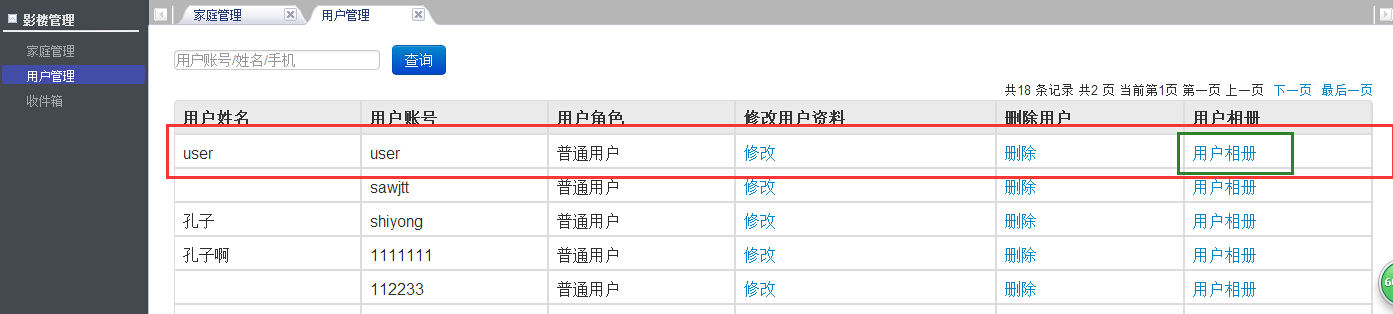 影楼管理
家庭管理
用户管理
收件箱
家庭管理 用户管理
用户账号/姓名/手机 查询
共18 条记录 共2 页 当前第1页 第一页 上一页 下一页 最后一页
用户姓名 用户账号 用户角色 修改用户资料 删除用户 用户相册
user user 普通用户 修改 删除 用户相册
sawjtt 普通用户 修改 删除 用户相册
孔子 shiyong 普通用户 修改 删除 用户相册
孔子啊 1111111 普通用户 修改 删除 用户相册
112233 普通用户 修改 删除 用户相册